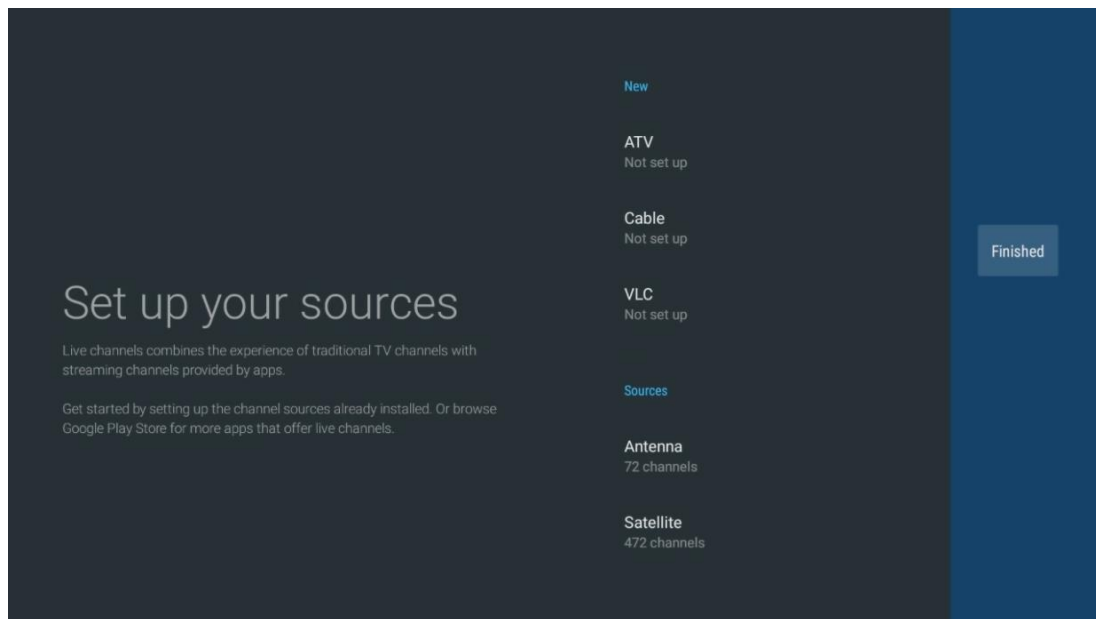 Set up your sources
Live channels combines the experience of traditional TV channels with
streaming channels provided by apps.
Get started by setting up the channel sources already installed. Or browse
Google Play Store for more apps that offer live channels.
New
ATV
Not set up
Cable
Not set up
VLC
Not set up
Sources
Antenna
72 channels
Satellite
472 channels
Finished